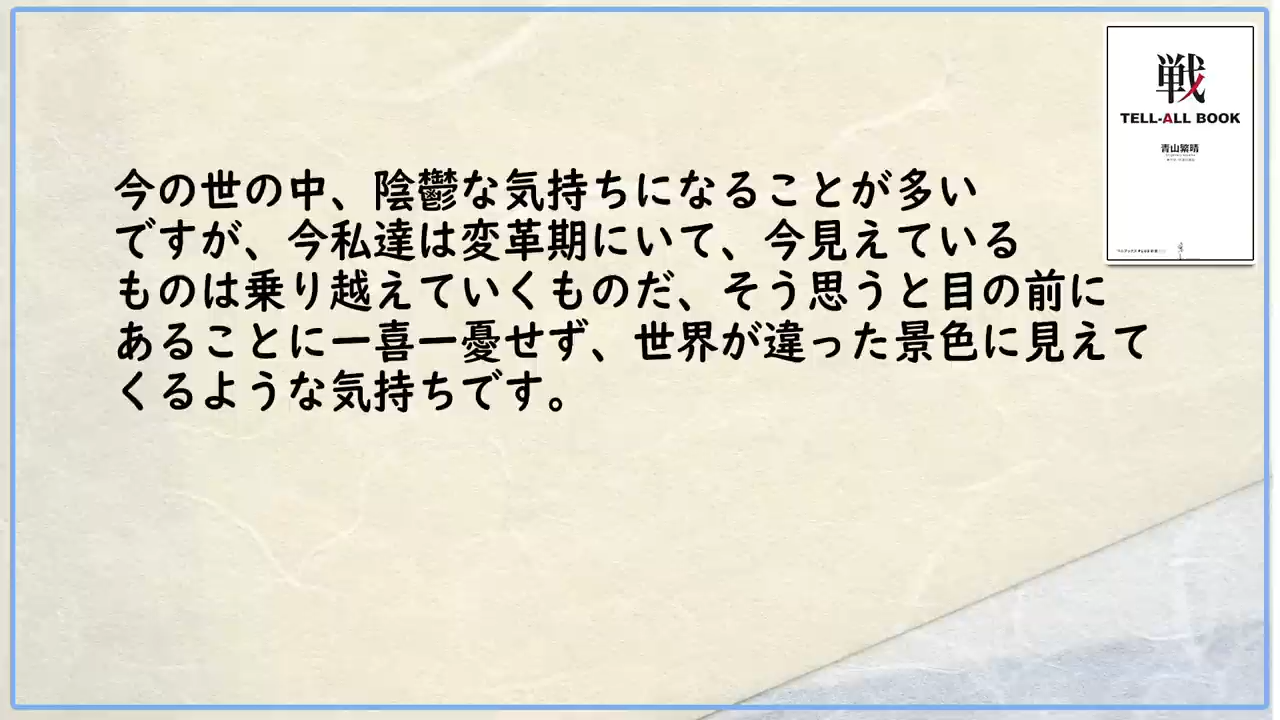 今の世の中、陰鬱な気持ちになることが多い
ですが、今私達は変革期にいて、今見えている
ものは乗り越えていくものだ、そう思うと目の前に
あることに一喜一憂せず、世界が違った景色に見えて
くるような気持ちです。
戦
TELL-ALL BOOK
青山繁晴